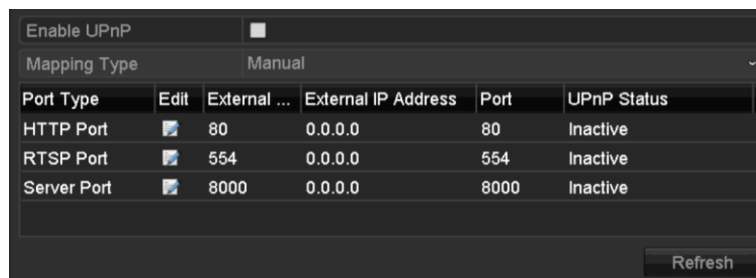 Enable UPnP
Mapping Type Manual
Port Type Edit External ... External IP Address Port UPnP Status
HTTP Port 80 0.0.0.0 80 Inactive
RTSP Port 554 0.0.0.0 554 Inactive
Server Port 8000 0.0.0.0 8000 Inactive
Refresh